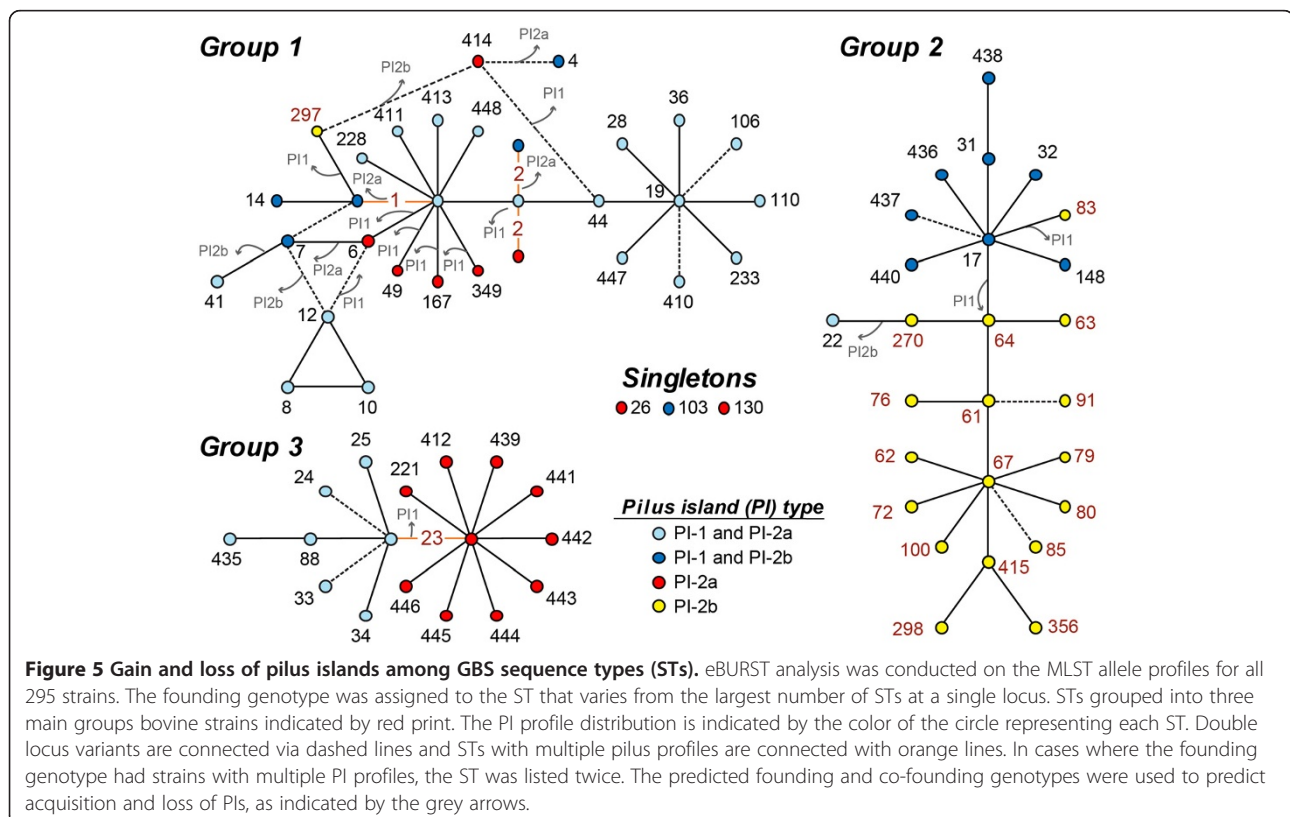 Group 1
414
PI2a
4
PI2b
PI1
297
413
411
448
228
36
28
106
PI1
PI2a
PI2a
2
14
1
19
110
PI1
44
2
PI1
PI2b
7
6
PI2a
PI1
PI1
PI1
41
PI2b
PI1
49
167
349
447
410
233
12
8
10
Group 2
438
31
436
32
437
83
PI1
17
440
148
PI1
22
PI2b
270
64
63
76
61
91
62
67
79
72
80
100
85
415
298
356
Singletons
26 103 130
Group 3
25
412
439
24
221
441
PI1
435
88
23
442
33
443
34
446
445
444
Pilus island (PI) type
PI-1 and PI-2a
PI-1 and PI-2b
PI-2a
PI-2b
Figure 5 Gain and loss of pilus islands among GBS sequence types (STs). eBURST analysis was conducted on the MLST allele profiles for all
295 strains. The founding genotype was assigned to the ST that varies from the largest number of STs at a single locus. STs grouped into three
main groups bovine strains indicated by red print. The PI profile distribution is indicated by the color of the circle representing each ST. Double
locus variants are connected via dashed lines and STs with multiple pilus profiles are connected with orange lines. In cases where the founding
genotype had strains with multiple PI profiles, the ST was listed twice. The predicted founding and co-founding genotypes were used to predict
acquisition and loss of PIs, as indicated by the grey arrows.